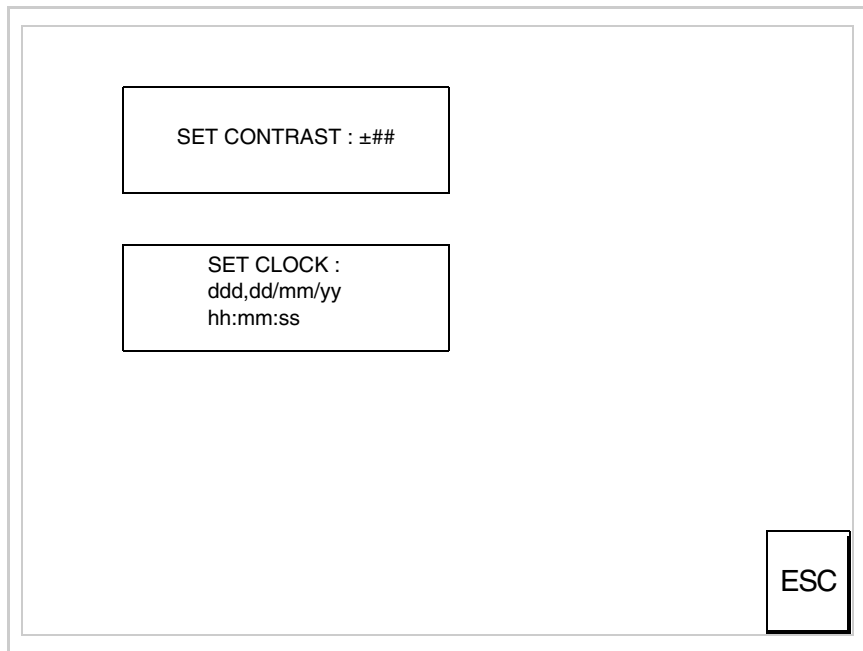 SET CONTRAST : ±##
SET CLOCK :
ddd,dd/mm/yy
hh:mm:ss
ESC